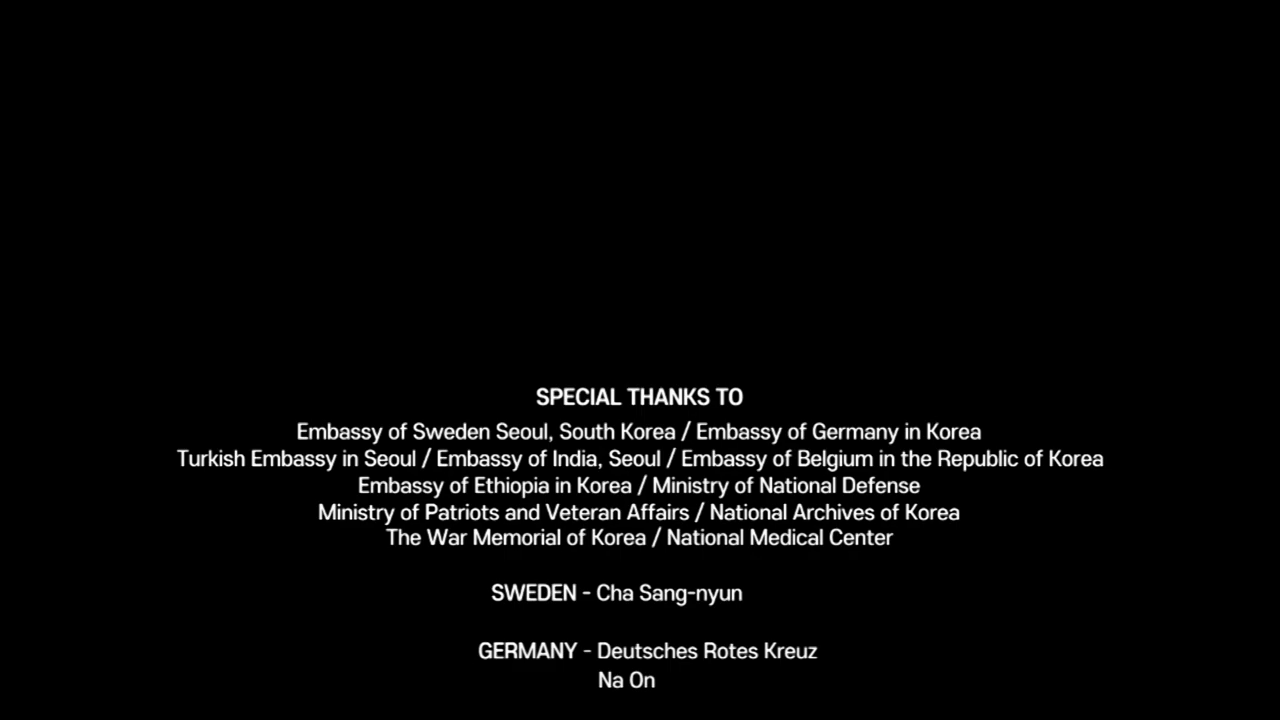 SPECIAL THANKS TO
Embassy of Sweden Seoul, South Korea / Embassy of Germany in Korea
Turkish Embassy in Seoul / Embassy of India, Seoul / Embassy of Belgium in the Republic of Korea
Embassy of Ethiopia in Korea / Ministry of National Defense
Ministry of Patriots and Veteran Affairs / National Archives of Korea
The War Memorial of Korea / National Medical Center
SWEDEN - Cha Sang-nyun
GERMANY - Deutsches Rotes Kreuz
Na On